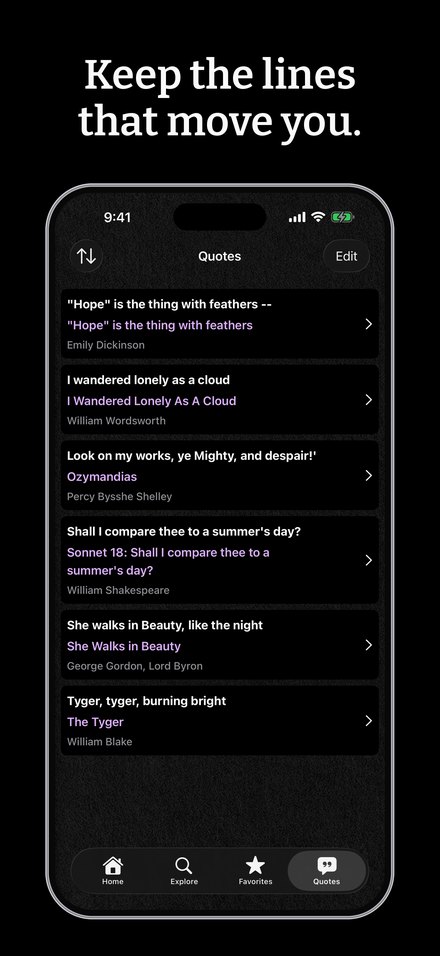 Keep the lines
that move you.
9:41
Quotes
Edit
"Hope" is the thing with feathers --
"Hope" is the thing with feathers
Emily Dickinson
I wandered lonely as a cloud
I Wandered Lonely As A Cloud
William Wordsworth
Look on my works, ye Mighty, and despair!'
Ozymandias
Percy Bysshe Shelley
Shall I compare thee to a summer's day?
Sonnet 18: Shall I compare thee to a
summer's day?
William Shakespeare
She walks in Beauty, like the night
She Walks in Beauty
George Gordon, Lord Byron
Tyger, tyger, burning bright
The Tyger
William Blake
Home
Explore
Favorites
Quotes